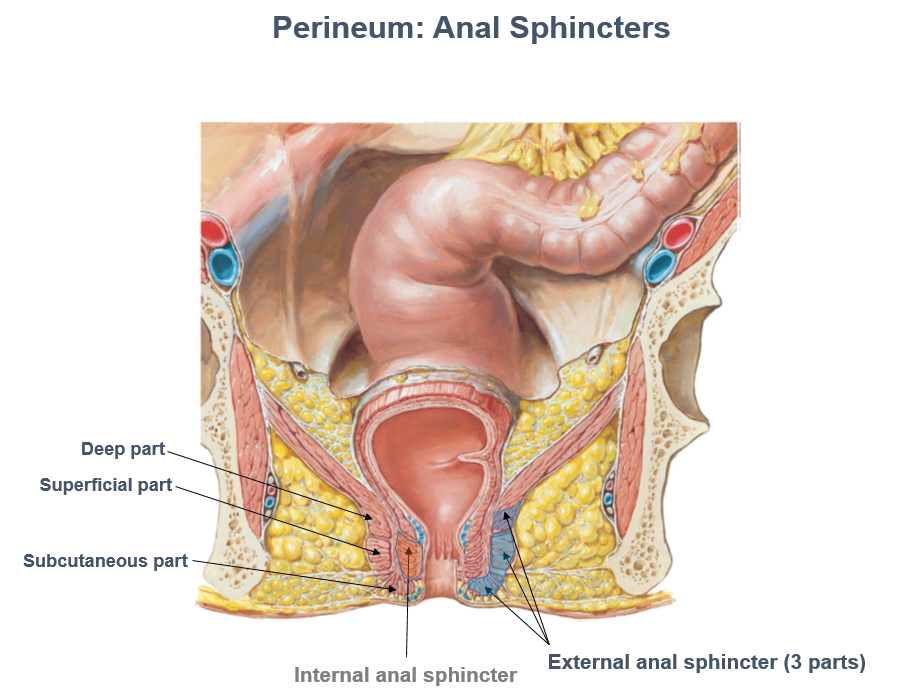 Perineum: Anal Sphincters
Deep part
Superficial part
Subcutaneous part
Internal anal sphincter
External anal sphincter (3 parts)